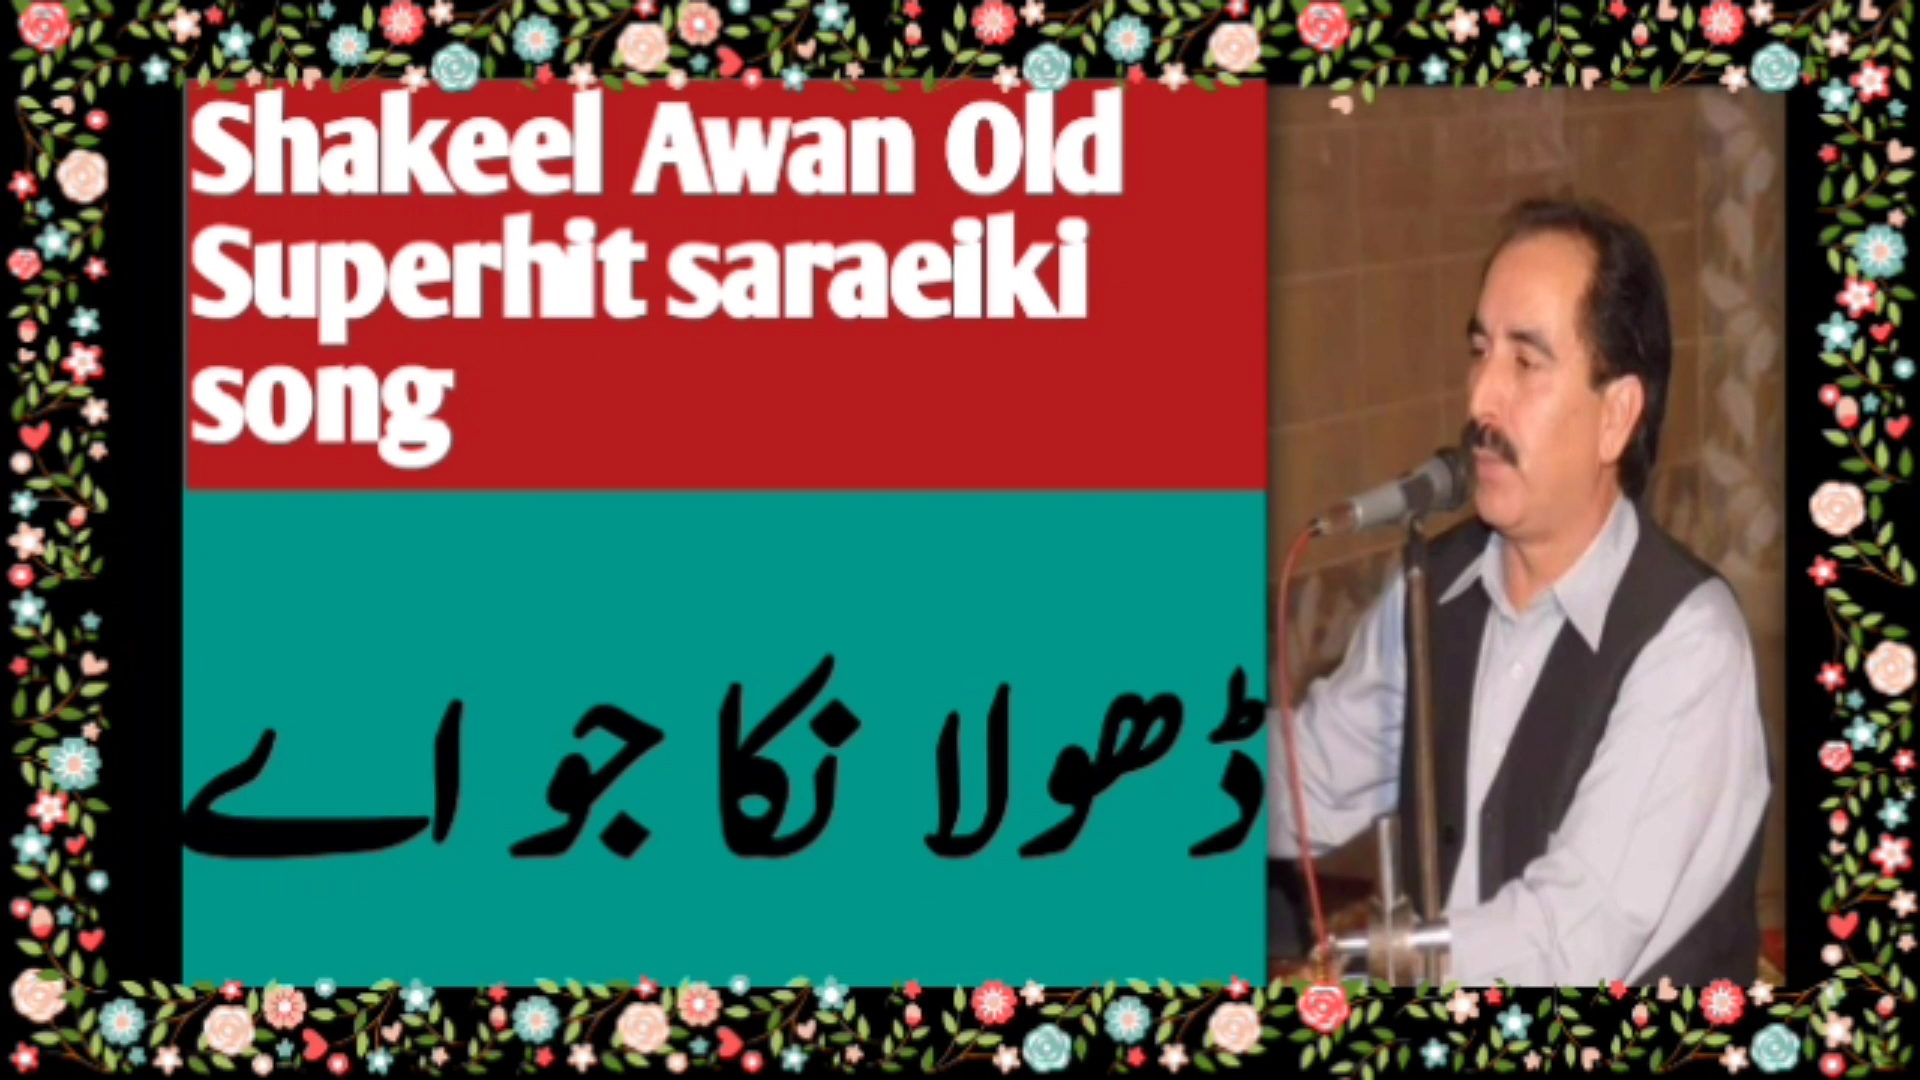 Shakeel Awan Old
Superhit saraeiki
song
ڈھولا نکا جو اے